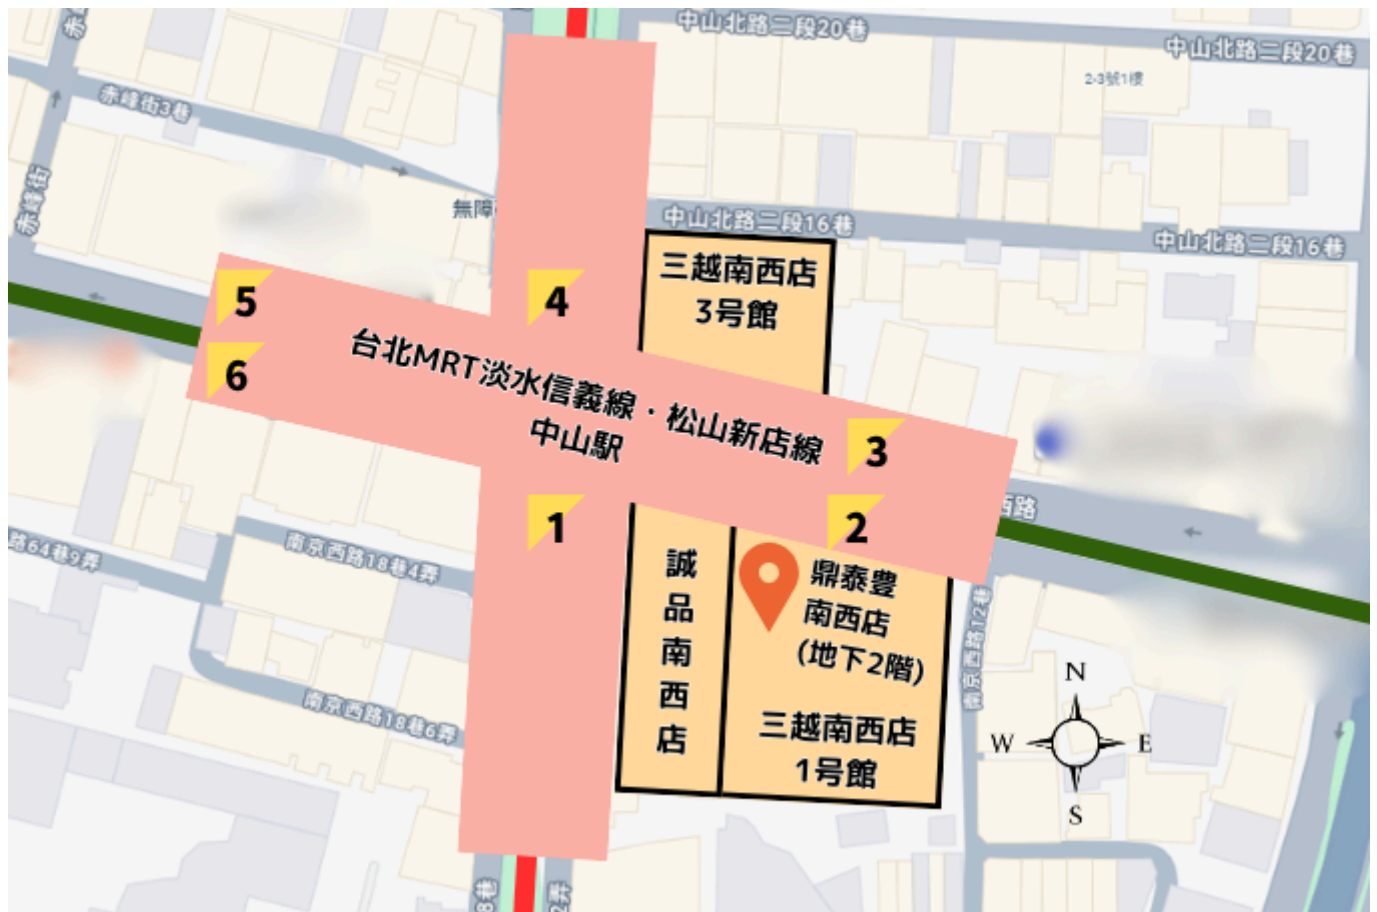 中山北路二段20巷
中山北路二段20巷
2-3號1樓
赤峰街3巷
赤峰街
無障
中山北路二段16巷
中山北路二段16巷
三越南西店
3号館
5
4
6
台北MRT淡水信義線・松山新店線
中山駅
3
1
2
西路
路64巷9弄
南京西路18巷4弄
誠品南西店
鼎泰豊
南西店
(地下2階)
南京西路12巷
南京西路18巷6弄
三越南西店
1号館
N
W
E
S
8巷
2弄